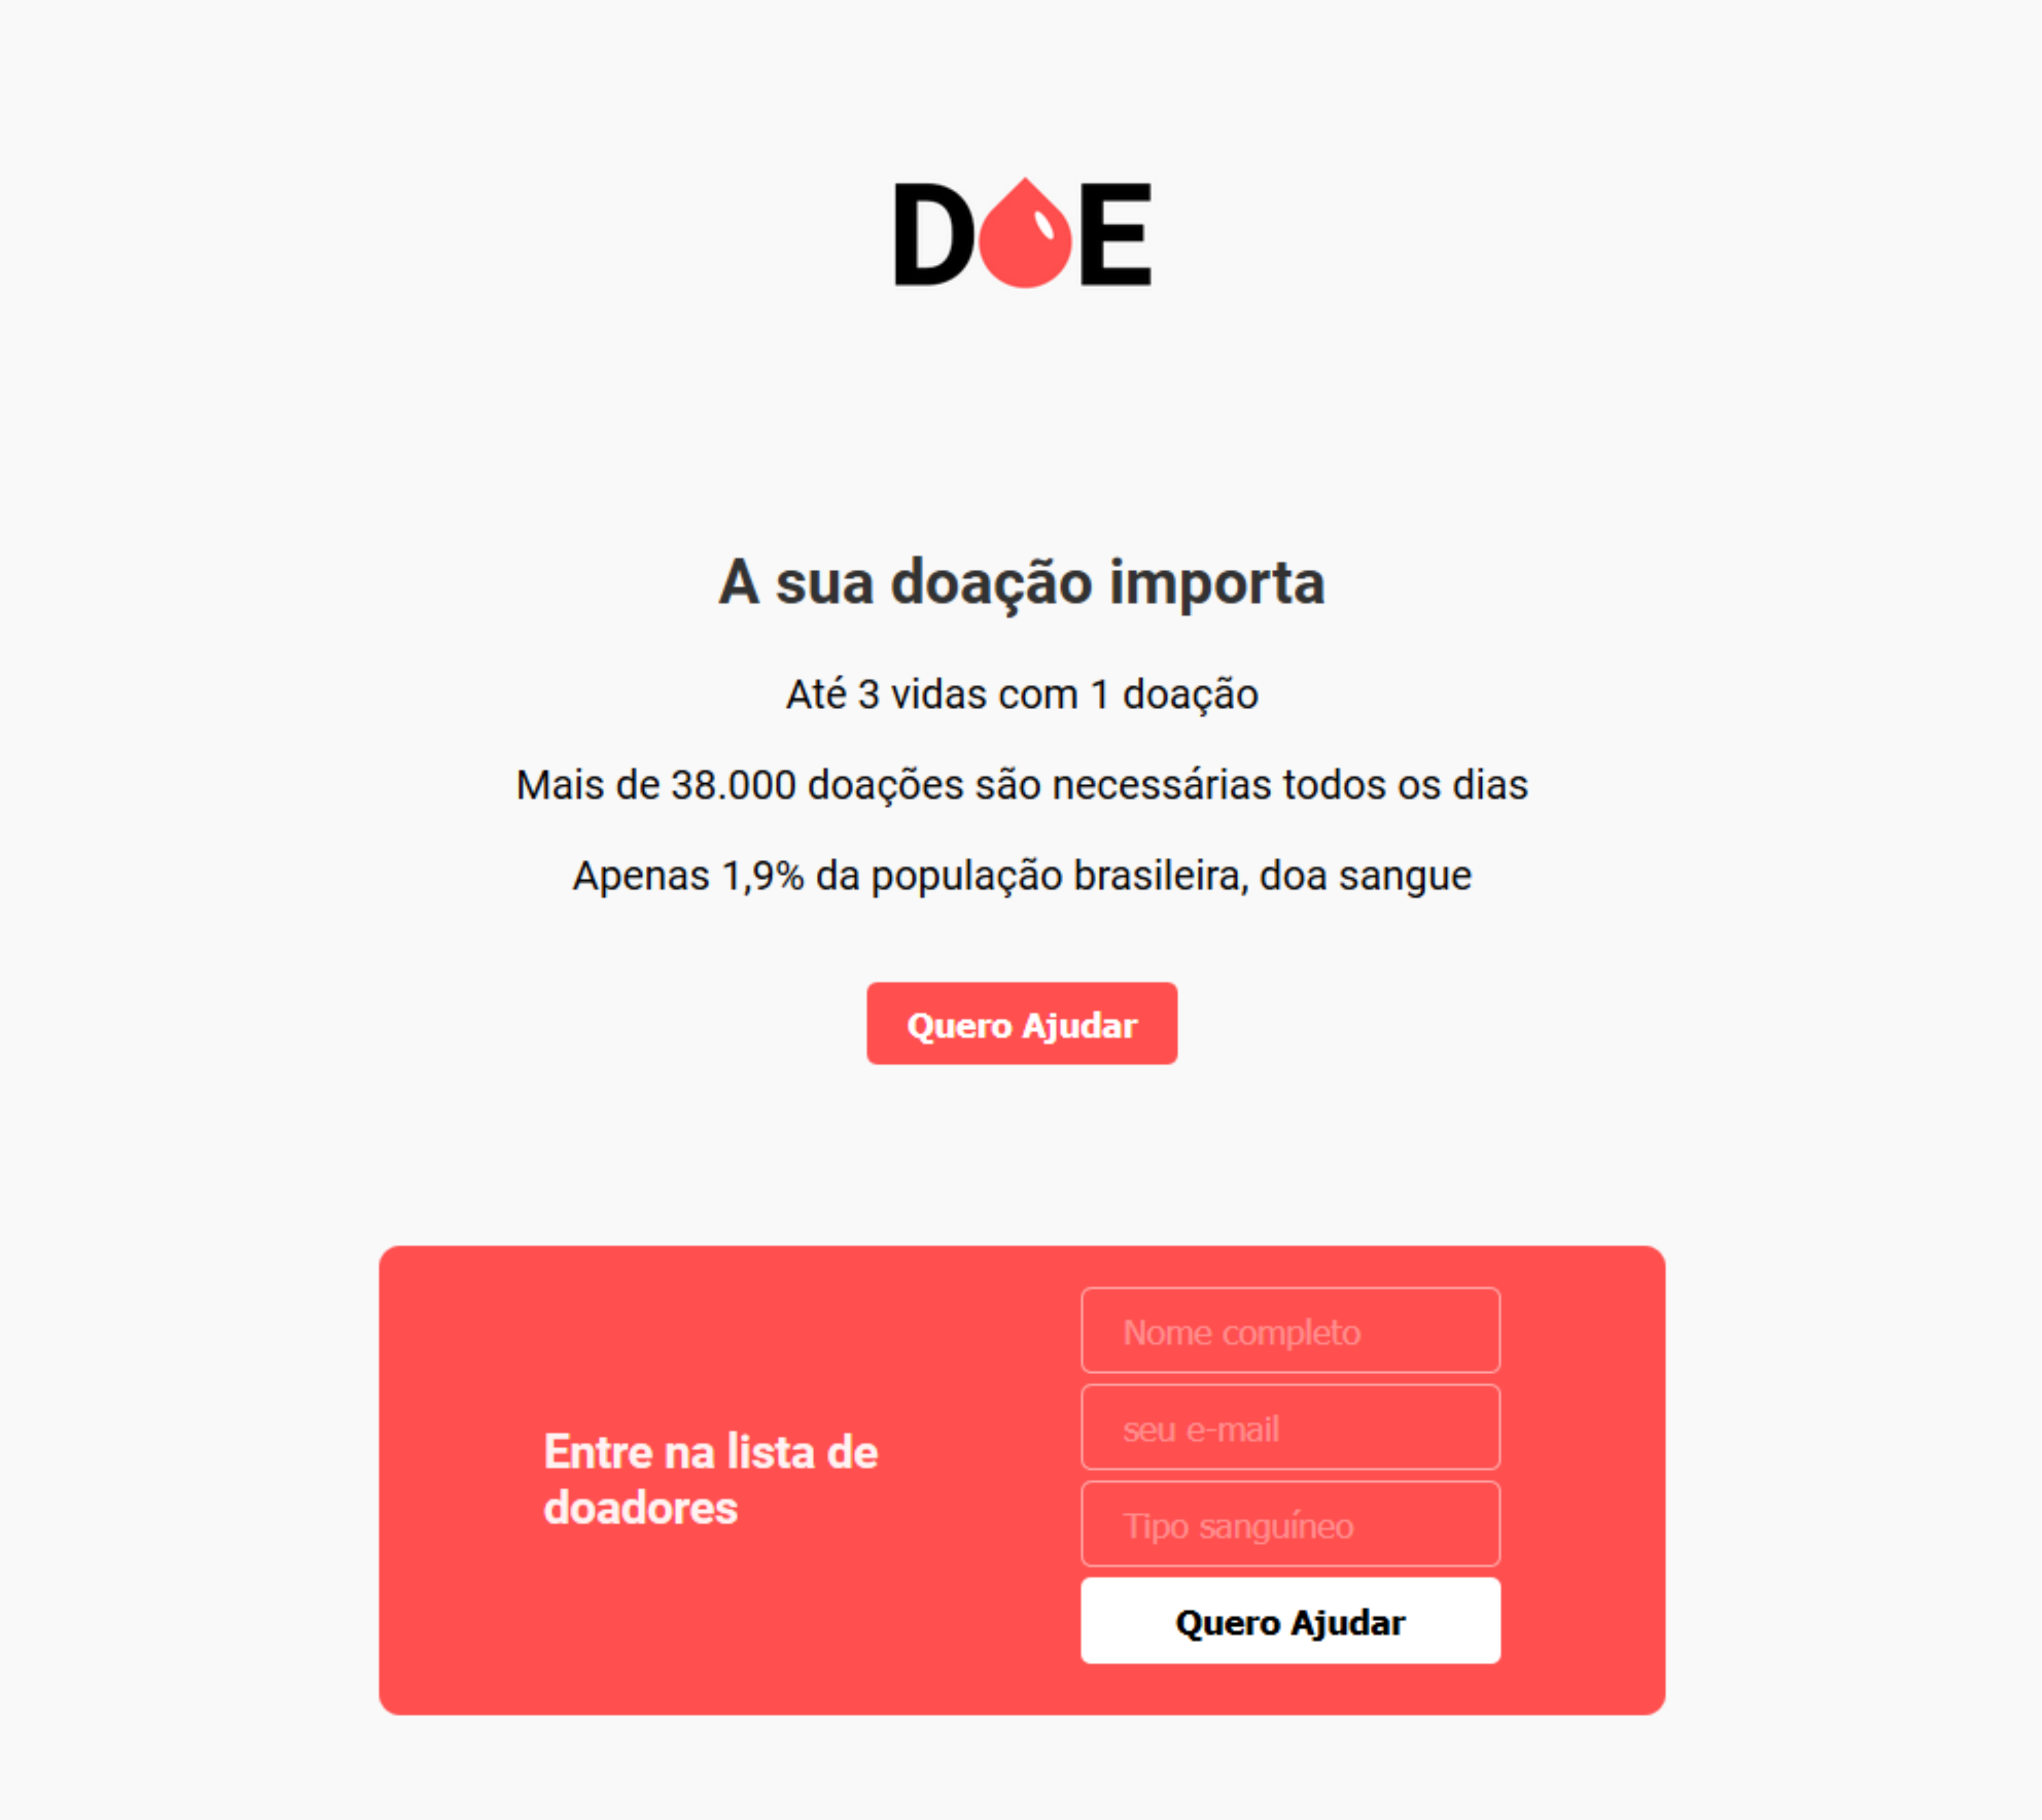 DOE
A sua doação importa
Até 3 vidas com 1 doação
Mais de 38.000 doações são necessárias todos os dias
Apenas 1,9% da população brasileira, doa sangue
Quero Ajudar
Entre na lista de
doadores
Nome completo
seu e-mail
Tipo sanguíneo
Quero Ajudar